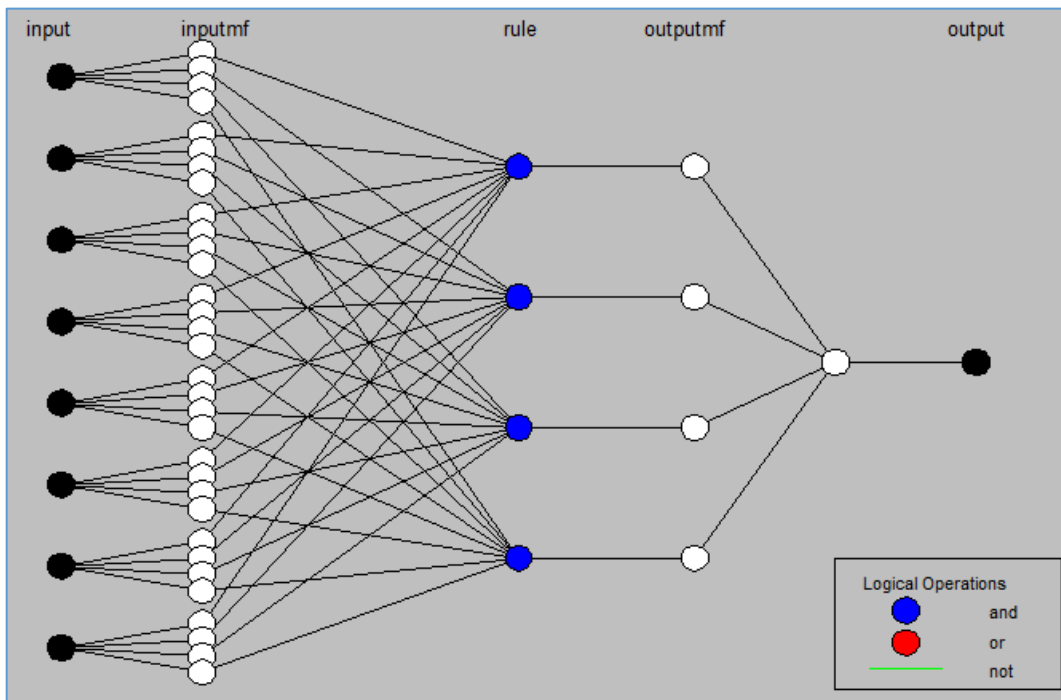 input inputmf rule outputmf output
Logical Operations
and
or
not